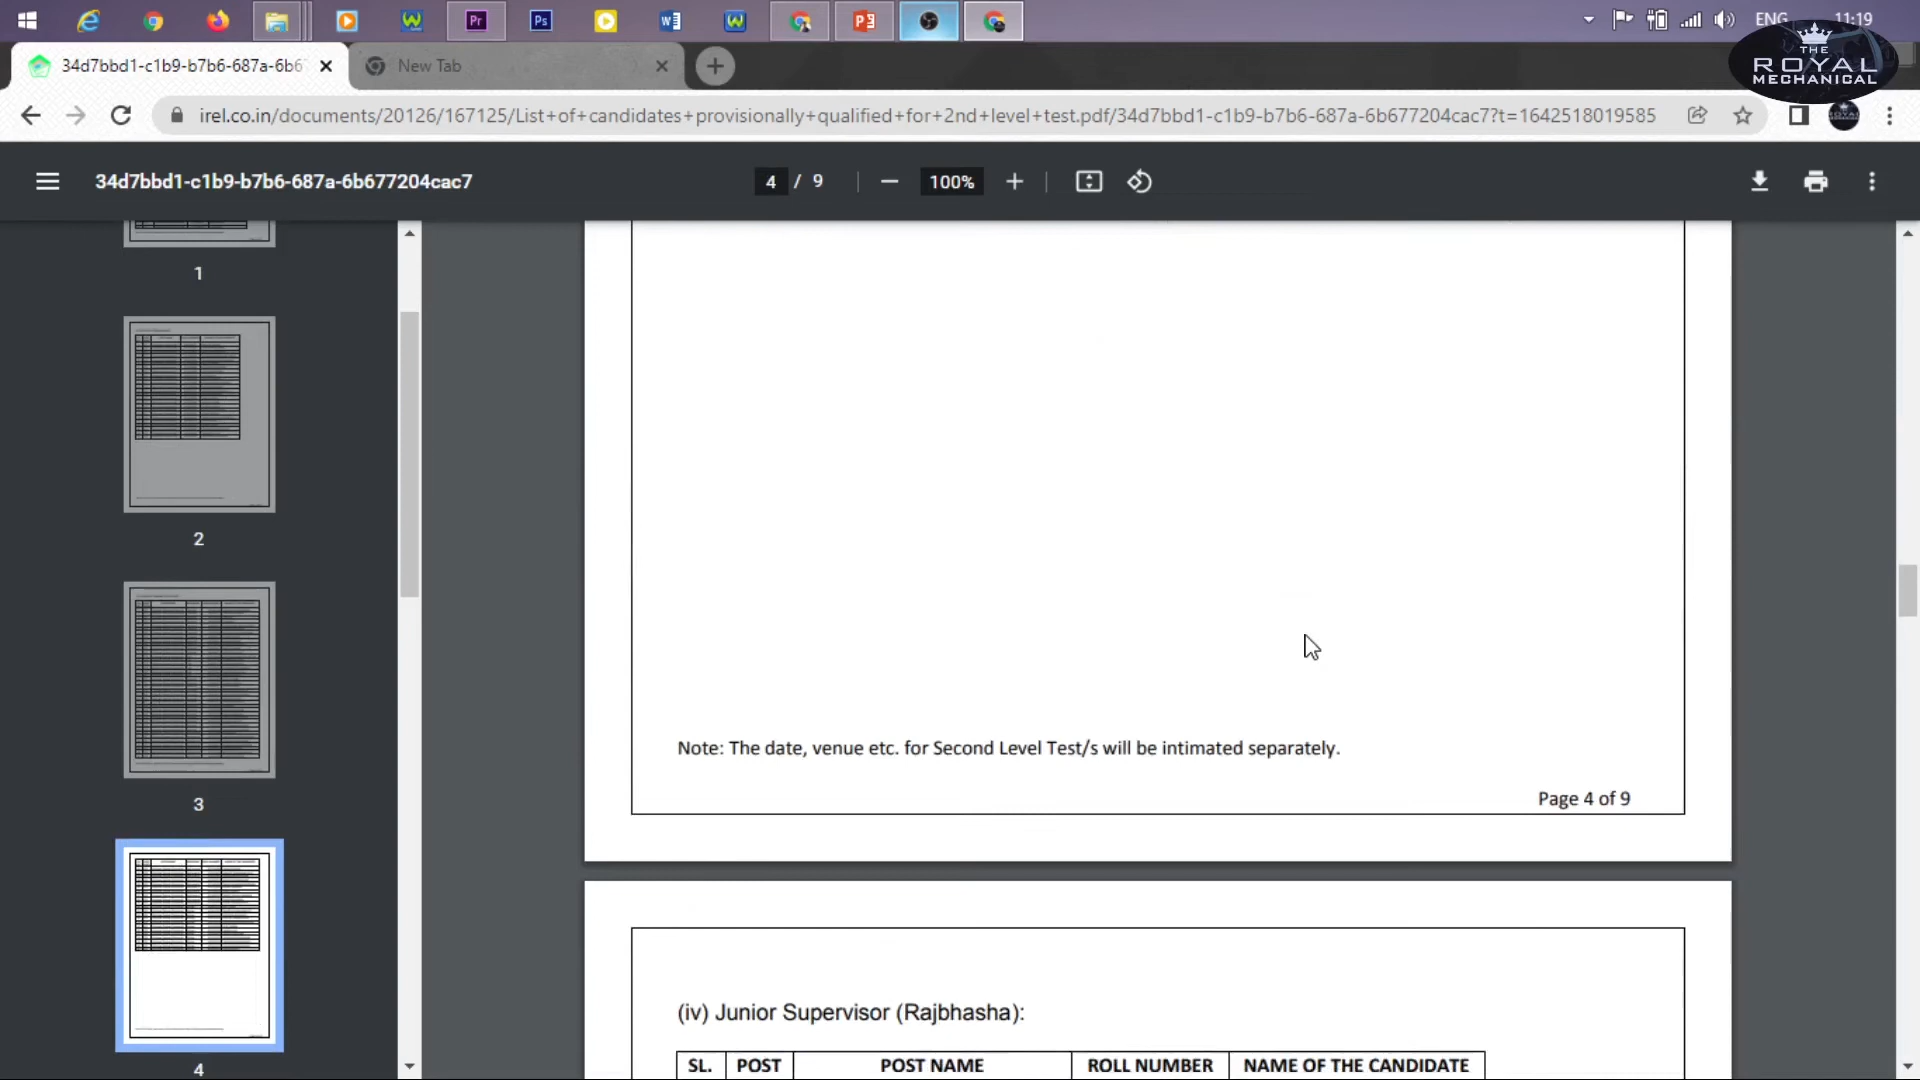 Pr
Ps
W
W
W
P
ENG
11:19
THE
ROYAL
MECHANICAL
34d7bbd1-c1b9-b7b6-687a-6b6
New Tab
irel.co.in/documents/20126/167125/List+of+candidates+provisionally+qualified+for+2nd+level+test.pdf/34d7bbd1-c1b9-b7b6-687a-6b677204cac7?t=1642518019585
34d7bbd1-c1b9-b7b6-687a-6b677204cac7
4 / 9
100%
1
2
3
4
Note: The date, venue etc. for Second Level Test/s will be intimated separately.
Page 4 of 9
(iv) Junior Supervisor (Rajbhasha):
SL. POST POST NAME ROLL NUMBER NAME OF THE CANDIDATE